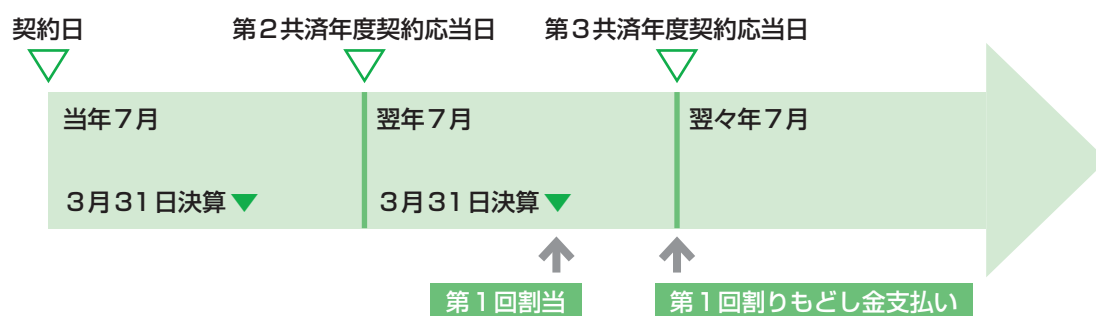 契約日
第2共済年度契約応当日
第3共済年度契約応当日
当年7月
翌年7月
翌々年7月
3月31日決算
3月31日決算
第1回割当
第1回割りもどし金支払い